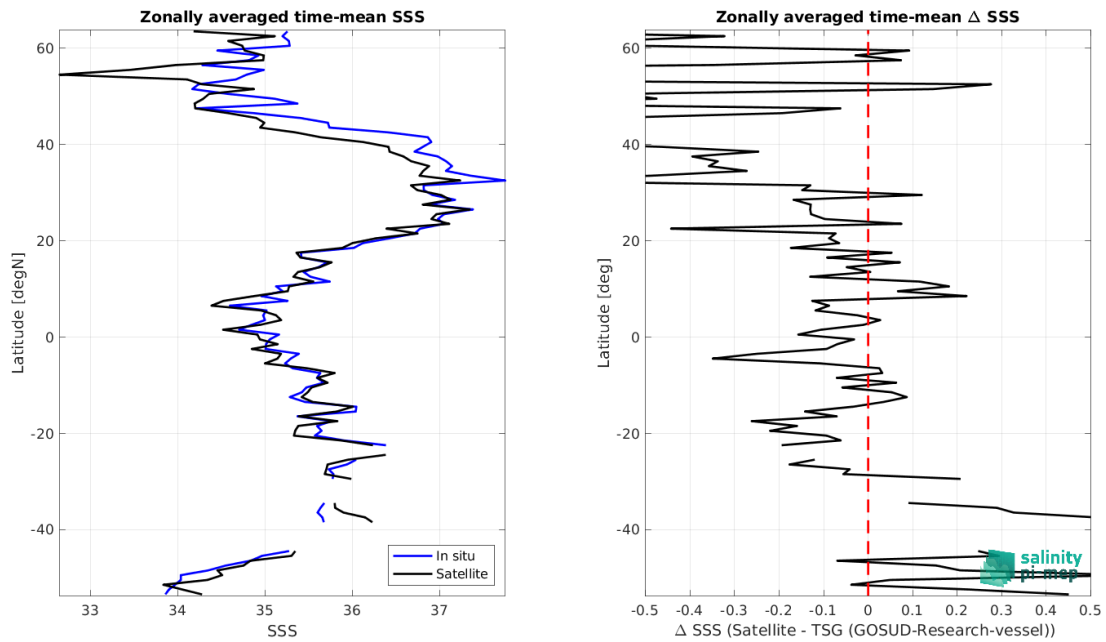 Zonally averaged time-mean SSS
60
40
20
0
-20
-40
Latitude [degN]
33
34
35
36
37
SSS
In situ
Satellite
Zonally averaged time-mean Δ SSS
60
40
20
0
-20
-40
Latitude [deg]
-0.5
-0.4
-0.3
-0.2
-0.1
0
0.1
0.2
0.3
0.4
0.5
Δ SSS (Satellite - TSG (GOSUD-Research-vessel))
salinity
pi-mep